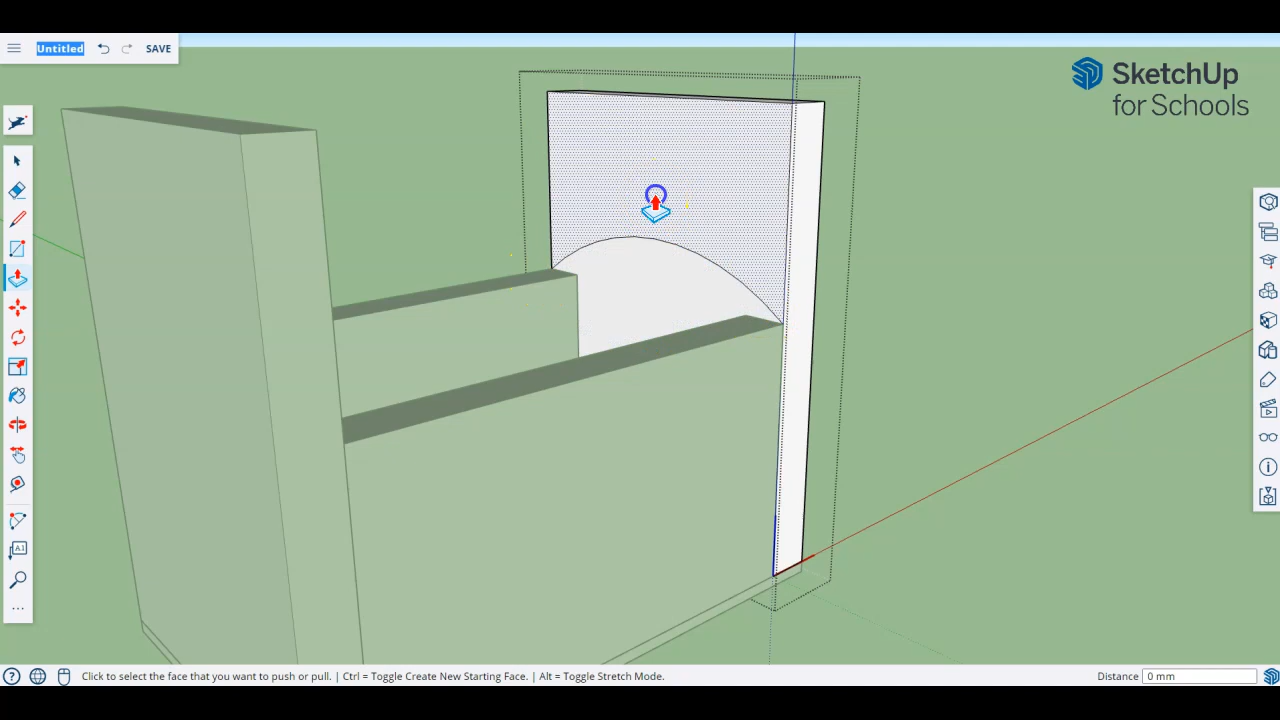 Untitled
SAVE
SketchUp
for Schools
A1
Click to select the face that you want to push or pull. | Ctrl = Toggle Create New Starting Face. | Alt = Toggle Stretch Mode.
Distance
0 mm